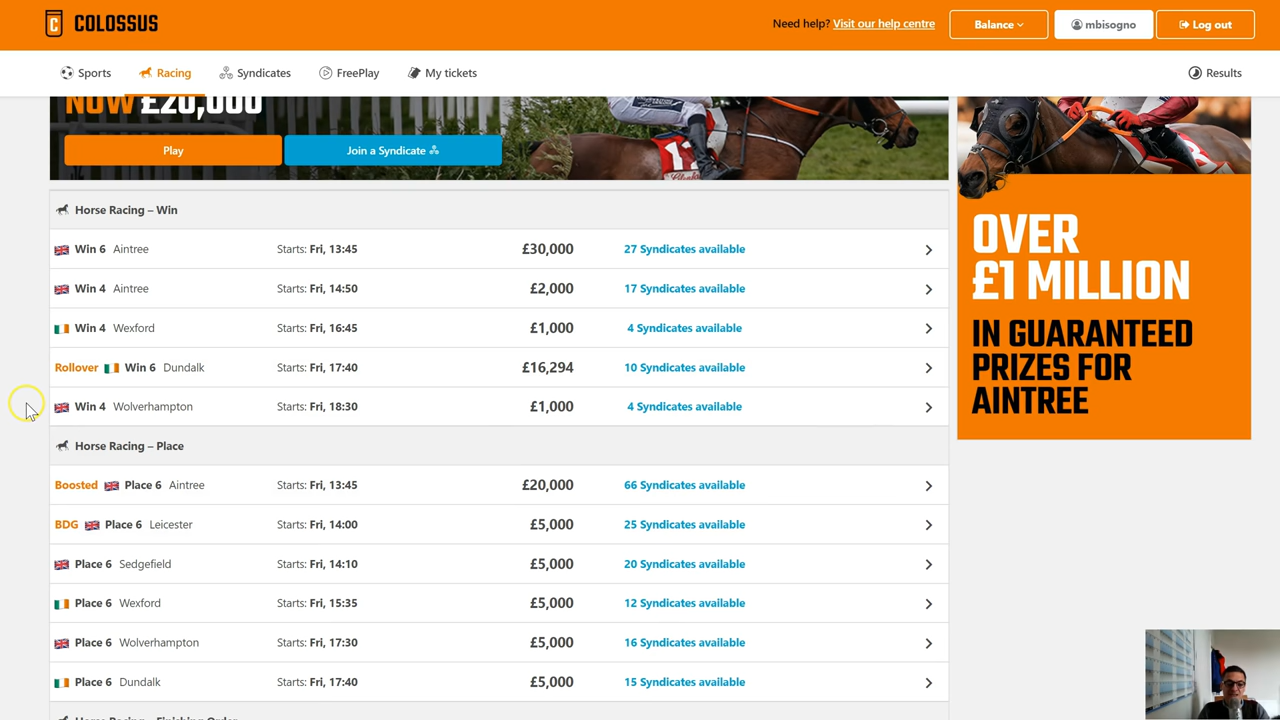 COLOSSUS
Need help? Visit our help centre
Balance
mbisogno
Log out
Sports
Racing
Syndicates
FreePlay
My tickets
Results
NOW £20,000
Play
Join a Syndicate
Horse Racing – Win
Win 6 Aintree Starts: Fri, 13:45 £30,000 27 Syndicates available
Win 4 Aintree Starts: Fri, 14:50 £2,000 17 Syndicates available
Win 4 Wexford Starts: Fri, 16:45 £1,000 4 Syndicates available
Rollover Win 6 Dundalk Starts: Fri, 17:40 £16,294 10 Syndicates available
Win 4 Wolverhampton Starts: Fri, 18:30 £1,000 4 Syndicates available
Horse Racing – Place
Boosted Place 6 Aintree Starts: Fri, 13:45 £20,000 66 Syndicates available
BDG Place 6 Leicester Starts: Fri, 14:00 £5,000 25 Syndicates available
Place 6 Sedgefield Starts: Fri, 14:10 £5,000 20 Syndicates available
Place 6 Wexford Starts: Fri, 15:35 £5,000 12 Syndicates available
Place 6 Wolverhampton Starts: Fri, 17:30 £5,000 16 Syndicates available
Place 6 Dundalk Starts: Fri, 17:40 £5,000 15 Syndicates available
Horse Racing – Finishing Order
OVER
£1 MILLION
IN GUARANTEED
PRIZES FOR
AINTREE